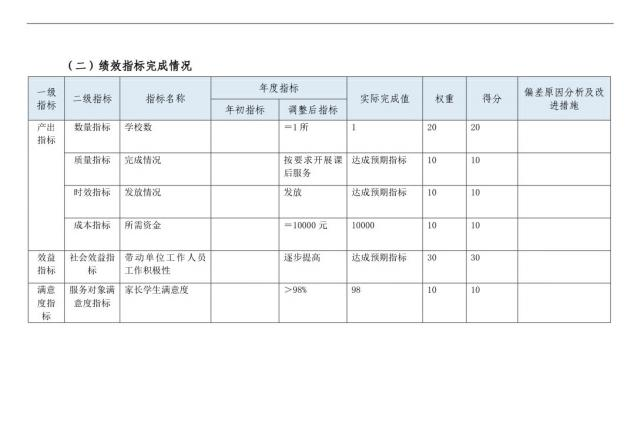 （二）绩效指标完成情况
一级指标 二级指标 指标名称 年度指标 实际完成值 权重 得分 偏差原因分析及改进措施
年初指标 调整后指标
产出指标 数量指标 学校数 ＝1 所 1 20 20
质量指标 完成情况 按要求开展课后服务 达成预期指标 10 10
时效指标 发放情况 发放 达成预期指标 10 10
成本指标 所需资金 ＝10000 元 10000 10 10
效益指标 社会效益指标 带动单位工作人员工作积极性 逐步提高 达成预期指标 30 30
满意度指标 服务对象满意度指标 家长学生满意度 ＞98% 98 10 10